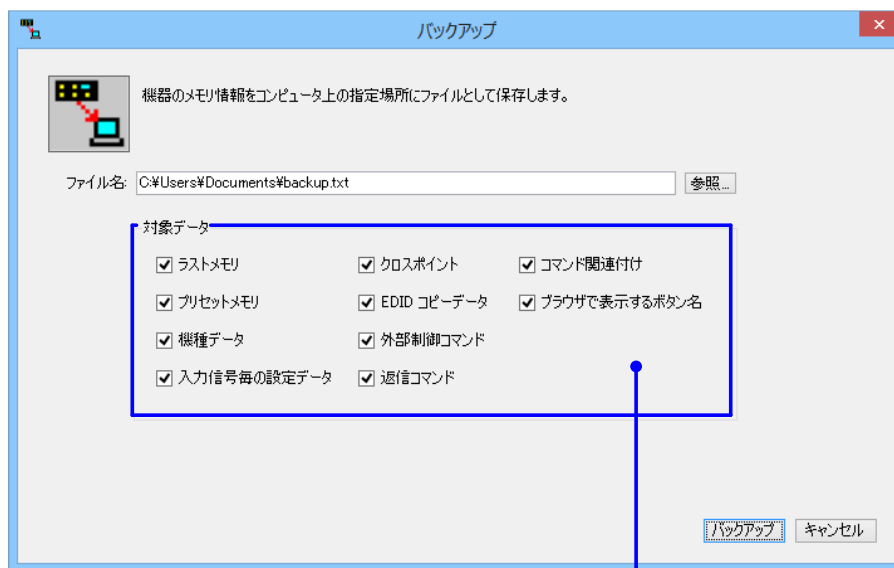 バックアップ
機器のメモリ情報をコンピュータ上の指定場所にファイルとして保存します。
ファイル名: C:¥Users¥Documents¥backup.txt 参照...
対象データ
ラストメモリ クロスポイント コマンド関連付け
プリセットメモリ EDID コピーデータ ブラウザで表示するボタン名
機種データ 外部制御コマンド
入力信号毎の設定データ 返信コマンド
バックアップ キャンセル